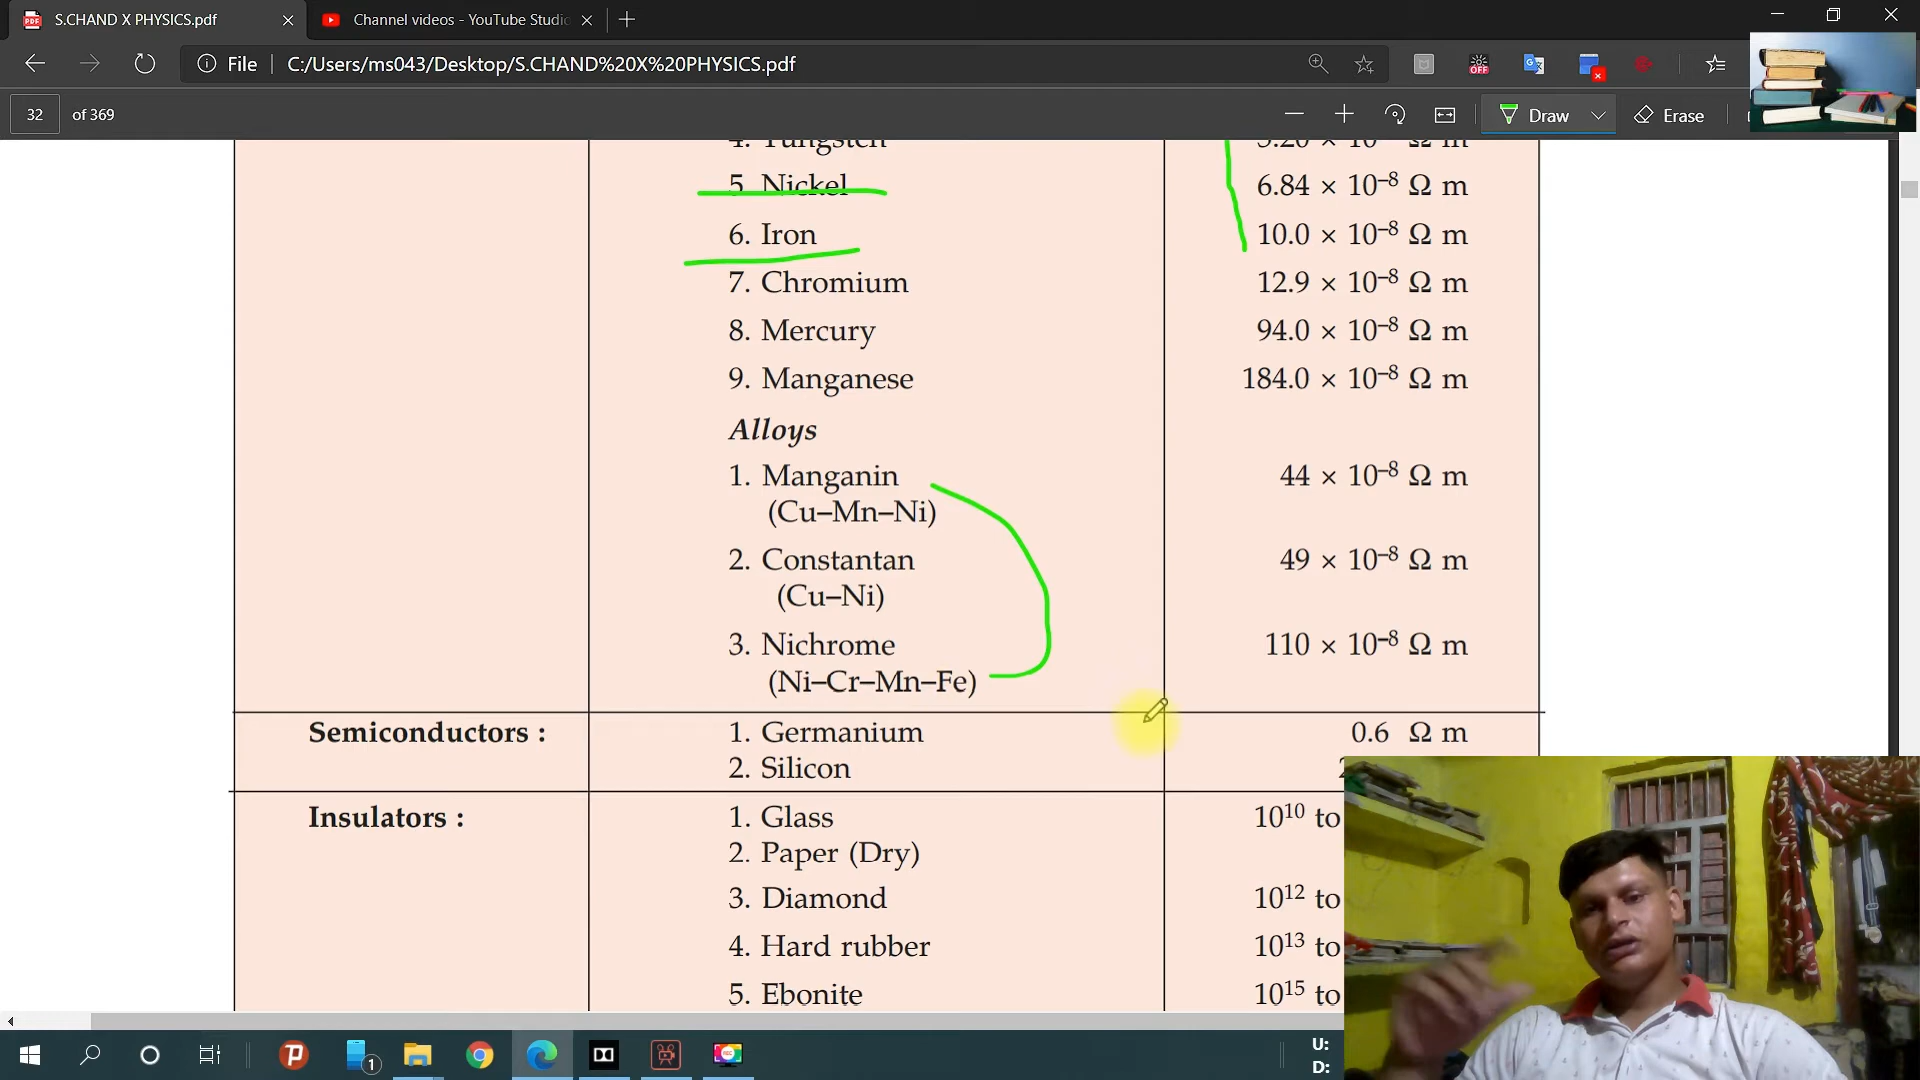 S.CHAND X PHYSICS.pdf
Channel videos - YouTube Studio
File
C:/Users/ms043/Desktop/S.CHAND%20X%20PHYSICS.pdf
OFF
32 of 369
Draw
Erase
4. Tungsten
5. Nickel 6.84 × 10⁻⁸ Ω m
6. Iron 10.0 × 10⁻⁸ Ω m
7. Chromium 12.9 × 10⁻⁸ Ω m
8. Mercury 94.0 × 10⁻⁸ Ω m
9. Manganese 184.0 × 10⁻⁸ Ω m
Alloys
1. Manganin 44 × 10⁻⁸ Ω m
(Cu–Mn–Ni)
2. Constantan 49 × 10⁻⁸ Ω m
(Cu–Ni)
3. Nichrome 110 × 10⁻⁸ Ω m
(Ni–Cr–Mn–Fe)
Semiconductors : 1. Germanium 0.6 Ω m
2. Silicon
Insulators : 1. Glass 10¹⁰ to
2. Paper (Dry)
3. Diamond 10¹² to
4. Hard rubber 10¹³ to
5. Ebonite 10¹⁵ to
1
U:
D: